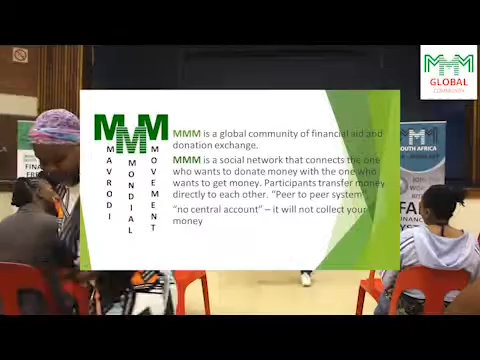 MMM
GLOBAL
COMMUNITY
MMM
MAVRODI
MONDIAL
MOVEMENT
MMM is a global community of financial aid and
donation exchange.
MMM is a social network that connects the one
who wants to donate money with the one who
wants to get money. Participants transfer money
directly to each other. "Peer to peer system"
"no central account" – it will not collect your
money
SOUTH AFRICA